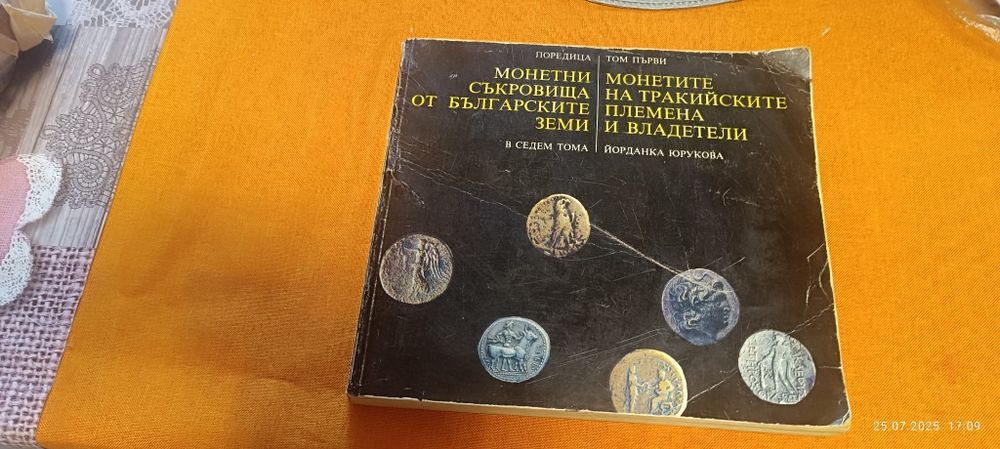 ПОРЕДИЦА
МОНЕТНИ
СЪКРОВИЩА
ОТ БЪЛГАРСКИТЕ
ЗЕМИ
В СЕДЕМ ТОМА
ТОМ ПЪРВИ
МОНЕТИТЕ
НА ТРАКИЙСКИТЕ
ПЛЕМЕНА
И ВЛАДЕТЕЛИ
ЙОРДАНКА ЮРУКОВА
25.07.2025 17:09